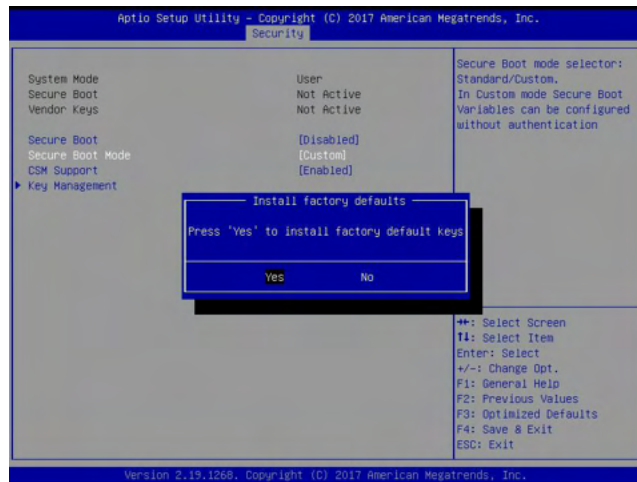 Aptio Setup Utility – Copyright (C) 2017 American Megatrends, Inc.
Security
System Mode User
Secure Boot Not Active
Vendor Keys Not Active
Secure Boot [Disabled]
Secure Boot Mode [Custom]
CSM Support [Enabled]
Key Management
Install factory defaults
Press 'Yes' to install factory default keys
Yes No
Secure Boot mode selector:
Standard/Custom.
In Custom mode Secure Boot
Variables can be configured
without authentication
→←: Select Screen
↑↓: Select Item
Enter: Select
+/-: Change Opt.
F1: General Help
F2: Previous Values
F3: Optimized Defaults
F4: Save & Exit
ESC: Exit
Version 2.19.1268. Copyright (C) 2017 American Megatrends, Inc.